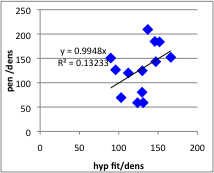 250
200
y = 0.9948x
R² = 0.13233
150
100
50
0
0
50
100
150
200
pen /dens
hyp fit/dens